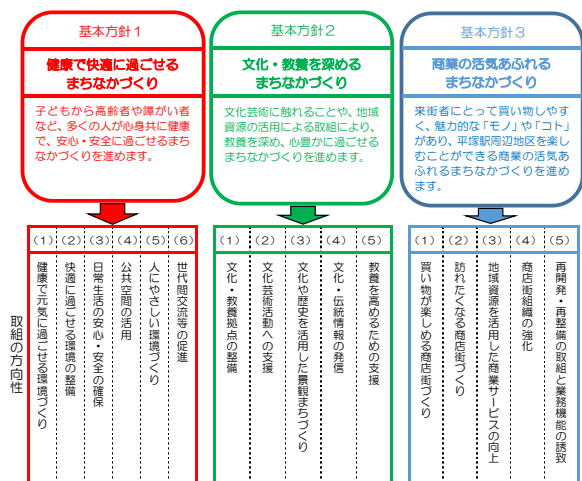 基本方針1
健康で快適に過ごせる
まちなかづくり
子どもから高齢者や障がい者
など、多くの人が心身共に健康
で、安心・安全に過ごせるまち
なかづくりを進めます。
基本方針2
文化・教養を深める
まちなかづくり
文化芸術に触れることや、地域
資源の活用による取組により、
教養を深め、心豊かに過ごせる
まちなかづくりを進めます。
基本方針3
商業の活気あふれる
まちなかづくり
来街者にとって買い物しやす
く、魅力的な「モノ」や「コト」
があり、平塚駅周辺地区を楽し
むことができる商業の活気あ
ふれるまちなかづくりを進め
ます。
取組の方向性
(1)健康で元気に過ごせる環境づくり
(2)快適に過ごせる環境の整備
(3)日常生活の安心・安全の確保
(4)公共空間の活用
(5)人にやさしい環境づくり
(6)世代間交流等の促進
(1)文化・教養拠点の整備
(2)文化芸術活動への支援
(3)文化や歴史を活用した景観まちづくり
(4)文化・伝統情報の発信
(5)教養を高めるための支援
(1)買い物が楽しめる商店街づくり
(2)訪れたくなる商店街づくり
(3)地域資源を活用した商業サービスの向上
(4)商店街組織の強化
(5)再開発・再整備の取組と業務機能の誘致